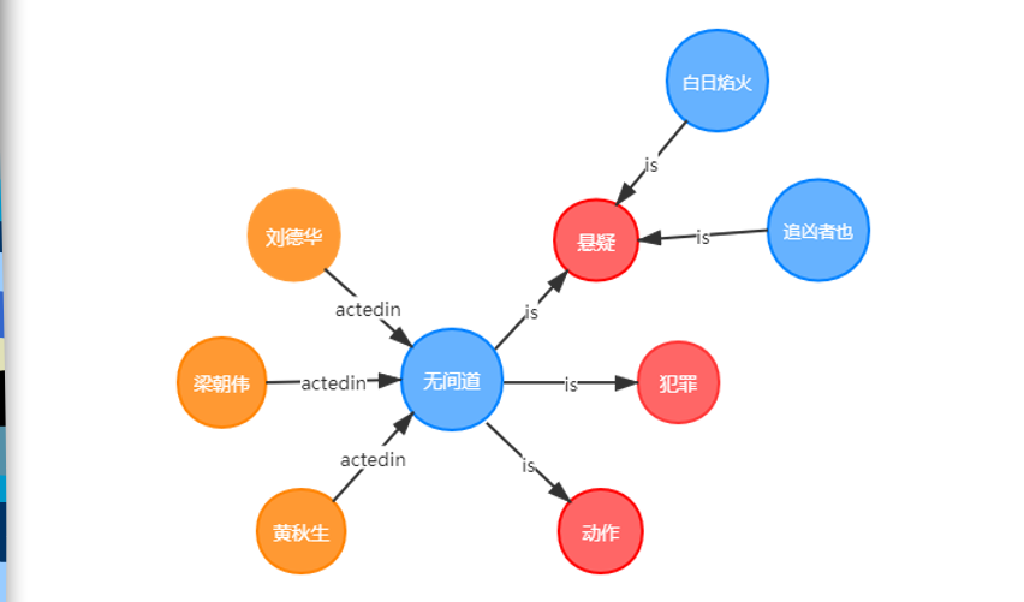 白日焰火
is
追凶者也
is
悬疑
刘德华
actedin
is
梁朝伟
actedin
无间道
is
犯罪
actedin
is
黄秋生
动作